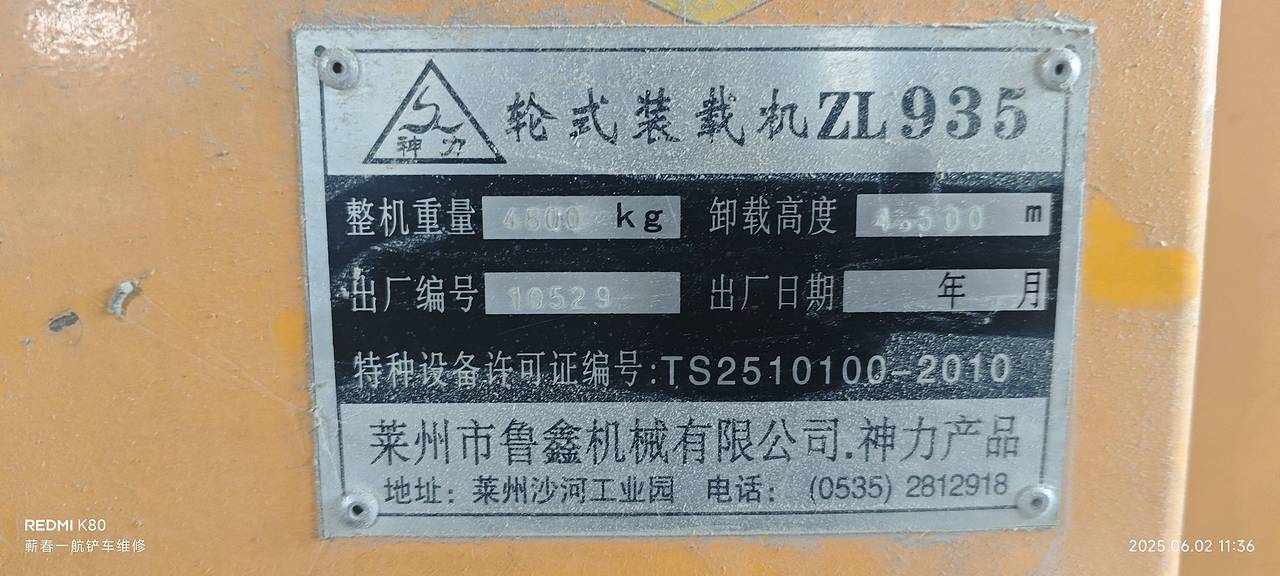 神力 轮式装载机ZL935
整机重量 4800 kg 卸载高度 4.500 m
出厂编号 10529 出厂日期 年 月
特种设备许可证编号:TS2510100-2010
莱州市鲁鑫机械有限公司.神力产品
地址：莱州沙河工业园 电话：(0535) 2812918
REDMI K80
蕲春一航铲车维修
2025.06.02 11:36